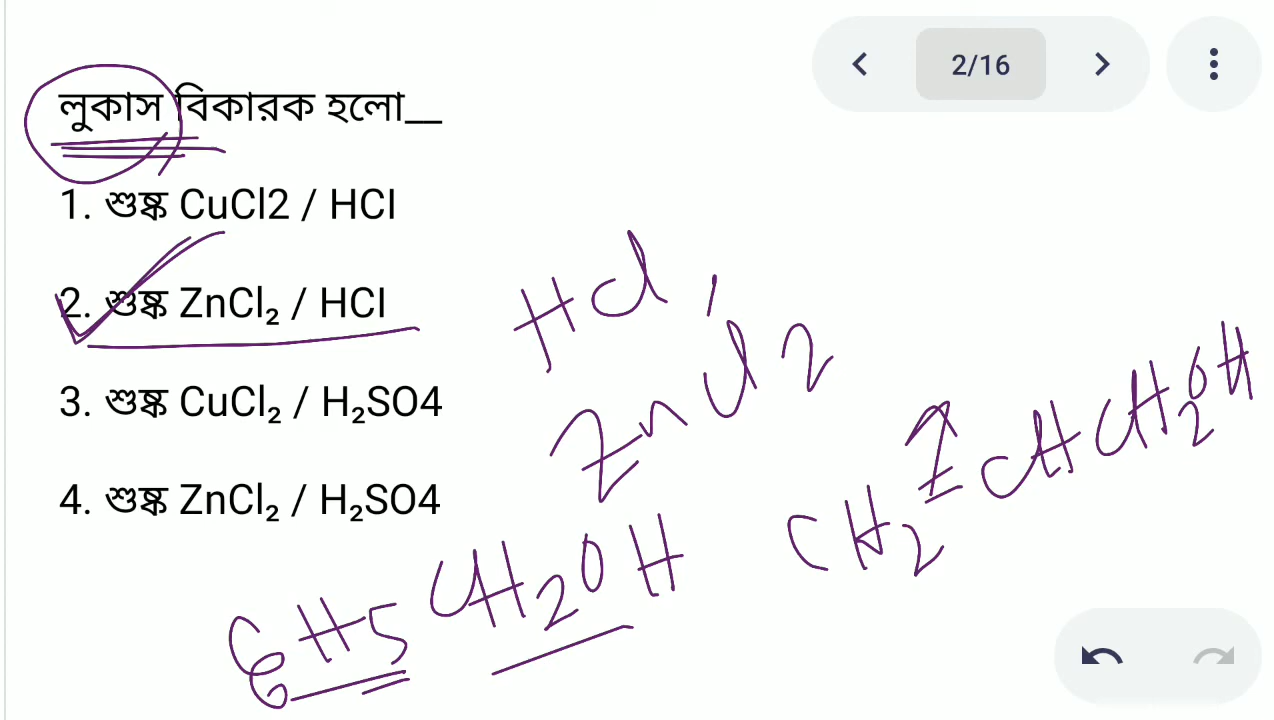 2/16
লুকাস বিকারক হলো__
1. শুষ্ক CuCl2 / HCl
2. শুষ্ক ZnCl₂ / HCl
HCl,
ZnCl2
3. শুষ্ক CuCl₂ / H₂SO4
4. শুষ্ক ZnCl₂ / H₂SO4
CH2=CHCH2OH
C6H5CH2OH